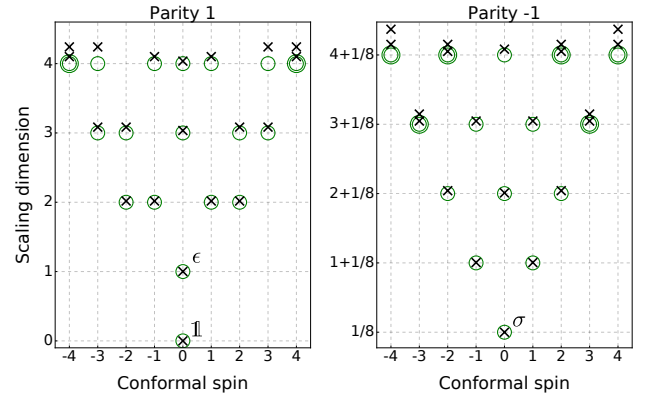 Parity 1
Parity -1
Scaling dimension
4
3
2
1
0
ϵ
𝟙
-4 -3 -2 -1 0 1 2 3 4
Conformal spin
4+1/8
3+1/8
2+1/8
1+1/8
1/8
σ
-4 -3 -2 -1 0 1 2 3 4
Conformal spin